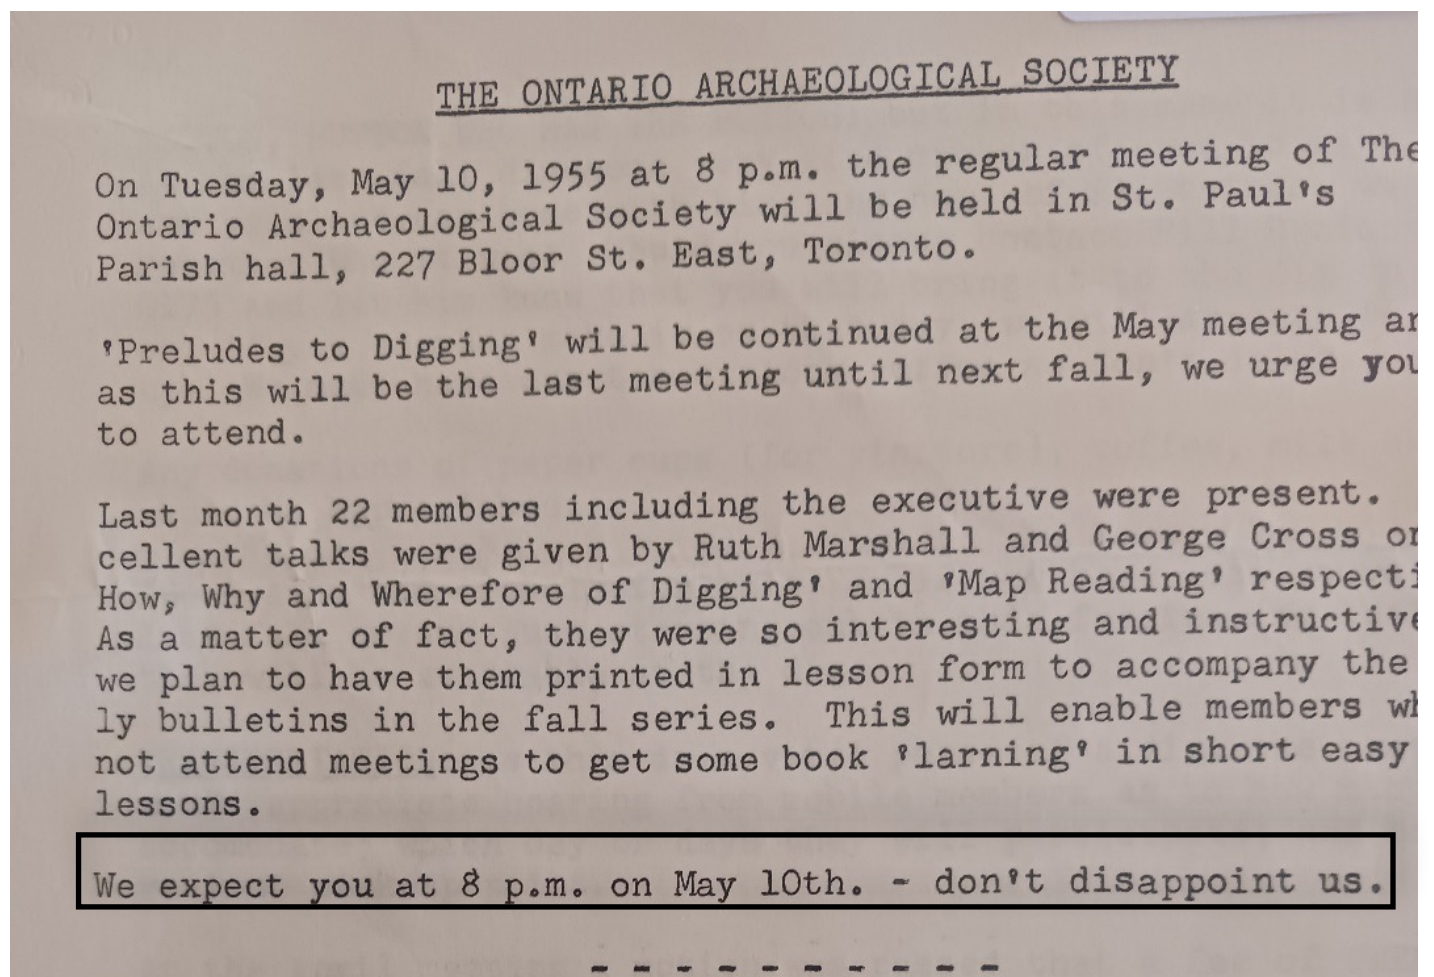 THE ONTARIO ARCHAEOLOGICAL SOCIETY
On Tuesday, May 10, 1955 at 8 p.m. the regular meeting of The
Ontario Archaeological Society will be held in St. Paul's
Parish hall, 227 Bloor St. East, Toronto.
'Preludes to Digging' will be continued at the May meeting
as this will be the last meeting until next fall, we urge you
to attend.
Last month 22 members including the executive were present.
cellent talks were given by Ruth Marshall and George Cross
How, Why and Wherefore of Digging' and 'Map Reading' respecti
As a matter of fact, they were so interesting and instructive
we plan to have them printed in lesson form to accompany the
ly bulletins in the fall series. This will enable members
not attend meetings to get some book 'larning' in short easy
lessons.
We expect you at 8 p.m. on May 10th. - don't disappoint us.
- - - - - - - - - -